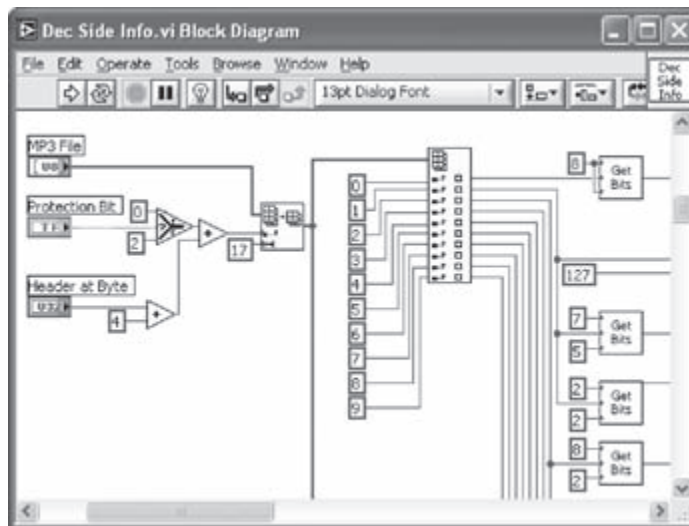 Dec Side Info.vi Block Diagram
File Edit Operate Tools Browse Window Help
13pt Dialog Font
Dec Side Info
MP3 File
Protection Bit
0
2
17
Header at Byte
U32
4
0
1
2
3
4
5
6
7
8
9
8
Get Bits
127
7
5
Get Bits
2
2
Get Bits
8
2
Get Bits